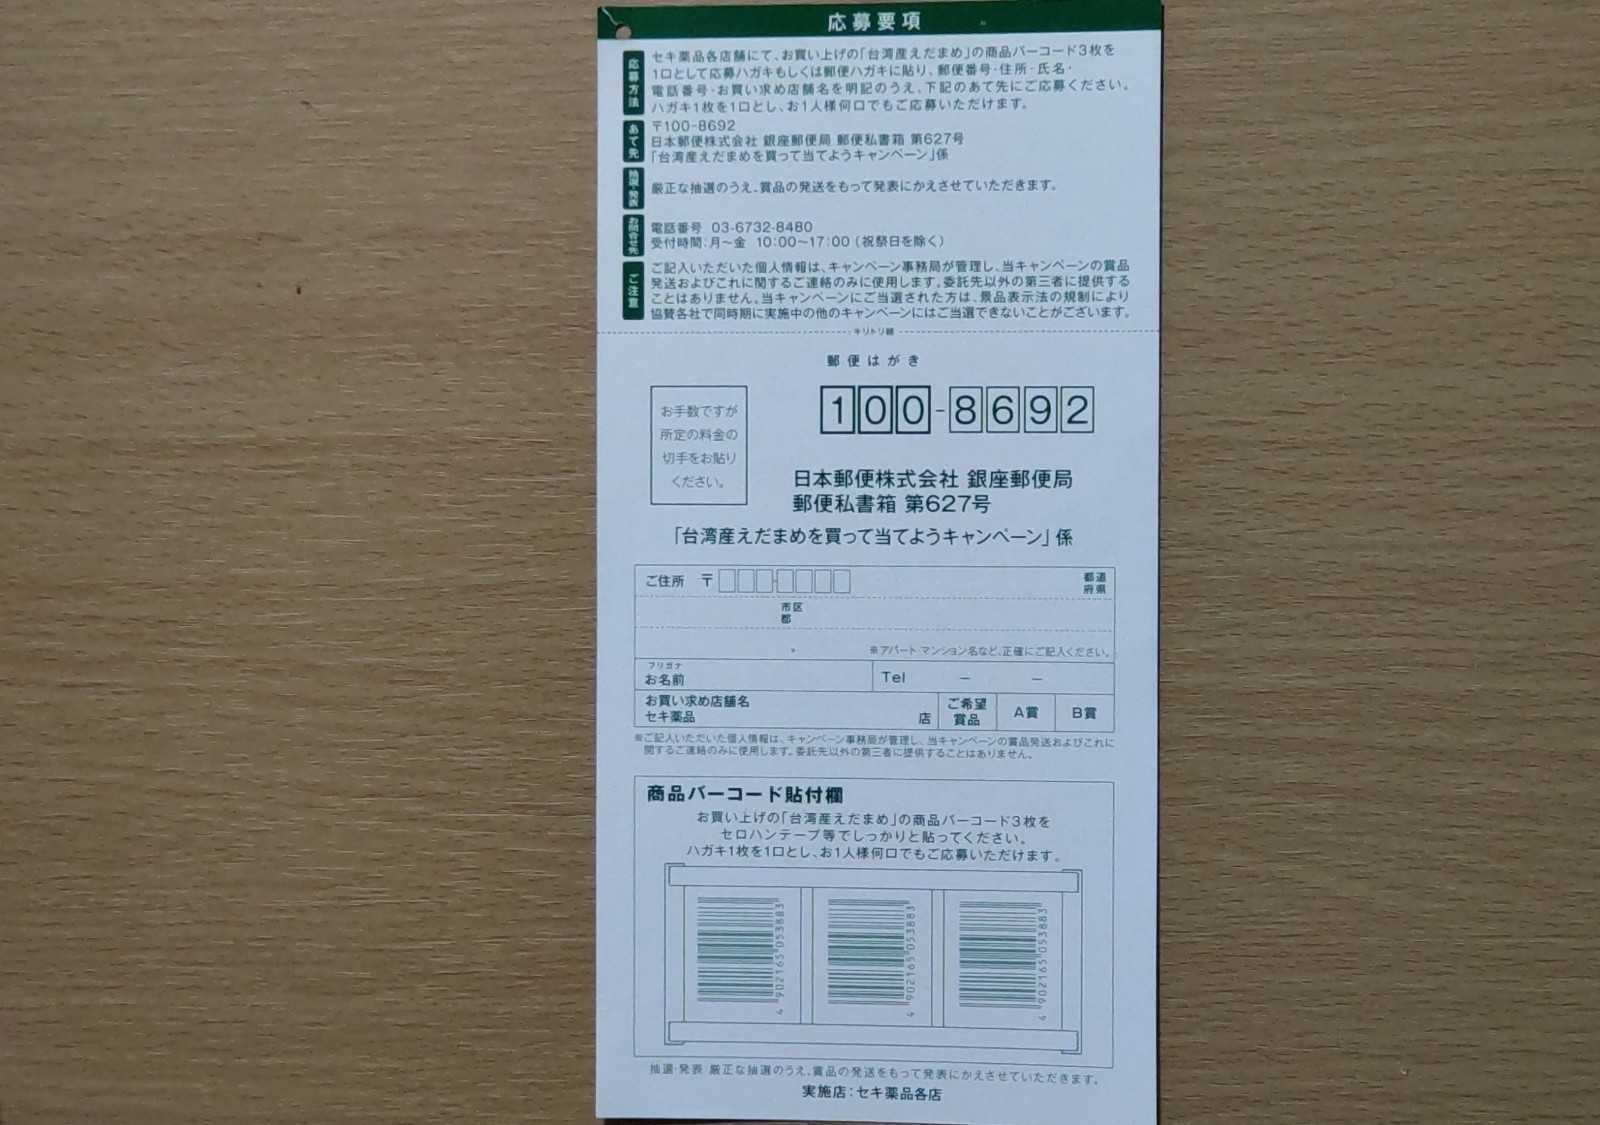 応募要項
応募方法
セキ薬品各店舗にて、お買い上げの「台湾産えだまめ」の商品バーコード3枚を
1口として応募ハガキもしくは郵便ハガキに貼り、郵便番号・住所・氏名・
電話番号・お買い求め店舗名を明記のうえ、下記のあて先にご応募ください。
ハガキ1枚を1口とし、お1人様何口でもご応募いただけます。
あて先
〒100-8692
日本郵便株式会社 銀座郵便局 郵便私書箱 第627号
「台湾産えだまめを買って当てようキャンペーン」係
抽選・発表
厳正な抽選のうえ、賞品の発送をもって発表にかえさせていただきます。
お問合せ先
電話番号 03-6732-8480
受付時間:月〜金 10:00〜17:00(祝祭日を除く)
ご注意
ご記入いただいた個人情報は、キャンペーン事務局が管理し、当キャンペーンの賞品
発送およびこれに関するご連絡のみに使用します。委託先以外の第三者に提供する
ことはありません。当キャンペーンにご当選された方は、景品表示法の規制により
協賛各社で同時期に実施中の他のキャンペーンにはご当選できないことがございます。
キリトリ線
郵便はがき
お手数ですが
所定の料金の
切手をお貼り
ください。
100-8692
日本郵便株式会社 銀座郵便局
郵便私書箱 第627号
「台湾産えだまめを買って当てようキャンペーン」係
ご住所 〒 都道府県
市区
郡
※アパート マンション名など、正確にご記入ください。
フリガナ
お名前
Tel − −
お買い求め店舗名
セキ薬品 店
ご希望
賞品
A賞 B賞
※ご記入いただいた個人情報は、キャンペーン事務局が管理し、当キャンペーンの賞品発送およびこれに
関するご連絡のみに使用します。委託先以外の第三者に提供することはありません。
商品バーコード貼付欄
お買い上げの「台湾産えだまめ」の商品バーコード3枚を
セロハンテープ等でしっかりと貼ってください。
ハガキ1枚を1口とし、お1人様何口でもご応募いただけます。
4 902165 053883
4 902165 053883
4 902165 053883
抽選・発表 厳正な抽選のうえ、賞品の発送をもって発表にかえさせていただきます。
実施店:セキ薬品各店